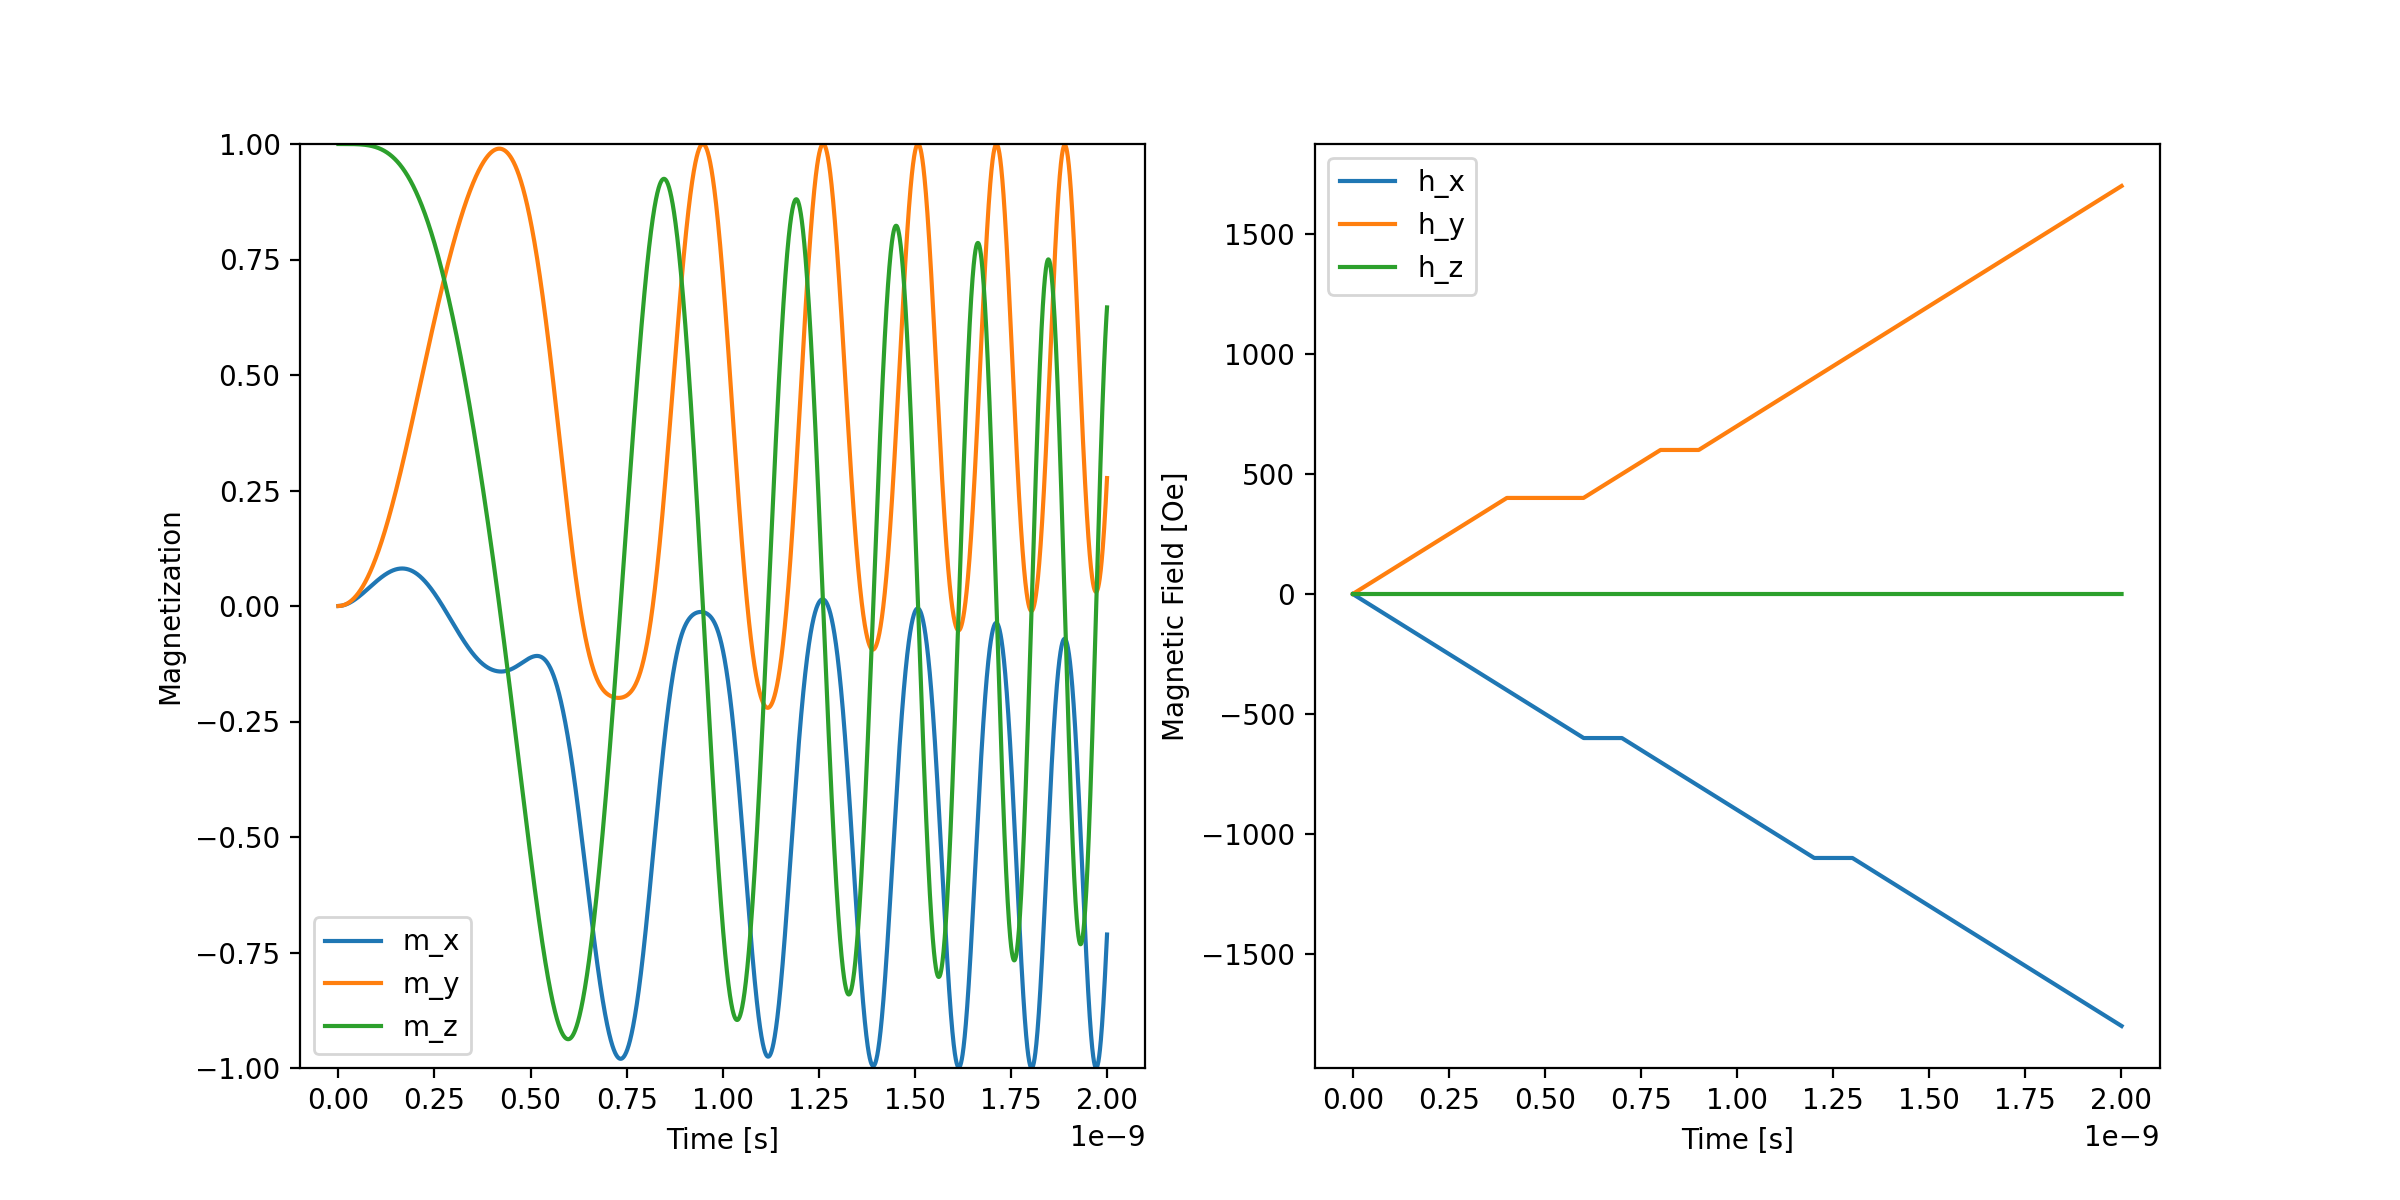 1.00
0.75
0.50
0.25
0.00
−0.25
−0.50
−0.75
−1.00
Magnetization
m_x
m_y
m_z
0.00 0.25 0.50 0.75 1.00 1.25 1.50 1.75 2.00
Time [s]
1e−9
1500
1000
500
0
−500
−1000
−1500
Magnetic Field [Oe]
h_x
h_y
h_z
0.00 0.25 0.50 0.75 1.00 1.25 1.50 1.75 2.00
Time [s]
1e−9